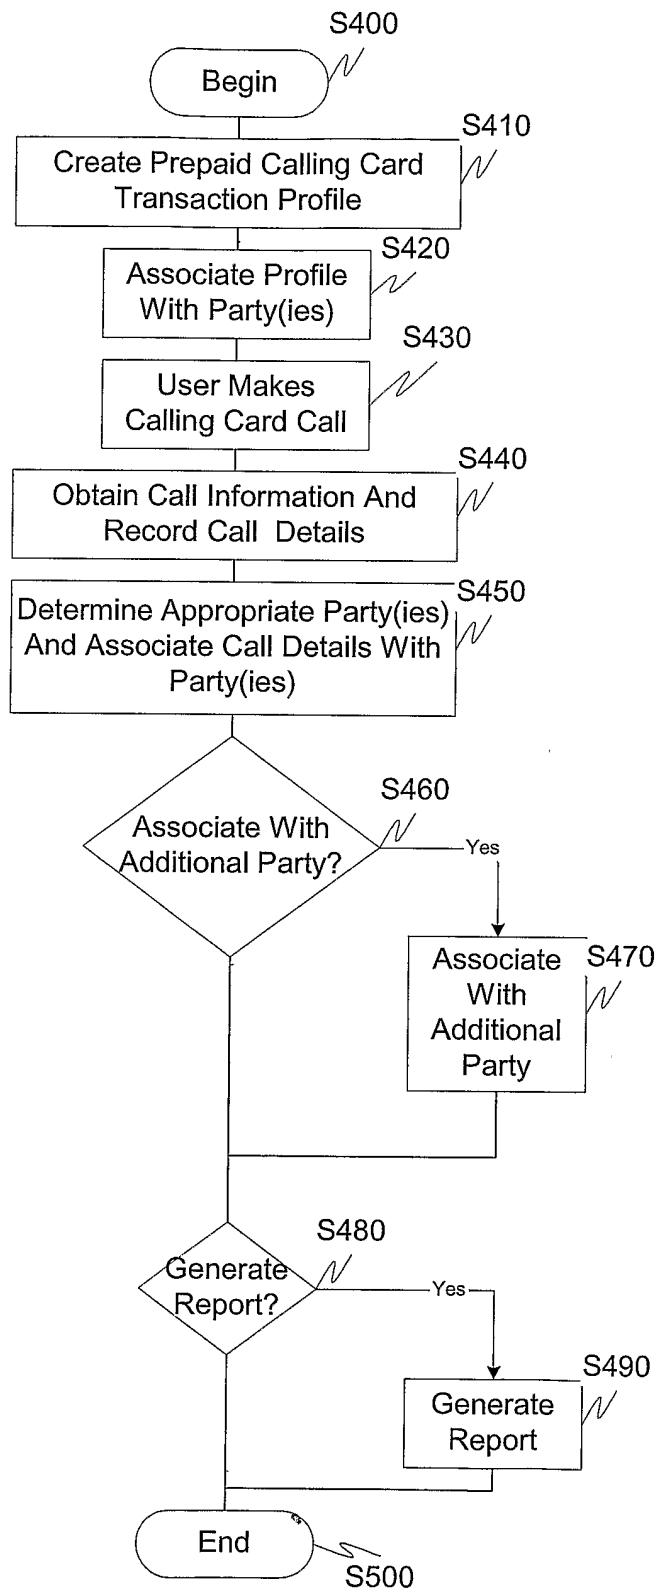 S400
Begin
S410
Create Prepaid Calling Card
Transaction Profile
S420
Associate Profile
With Party(ies)
S430
User Makes
Calling Card Call
S440
Obtain Call Information And
Record Call Details
S450
Determine Appropriate Party(ies)
And Associate Call Details With
Party(ies)
S460
Associate With
Additional Party?
Yes
S470
Associate
With
Additional
Party
S480
Generate
Report?
Yes
S490
Generate
Report
End
S500